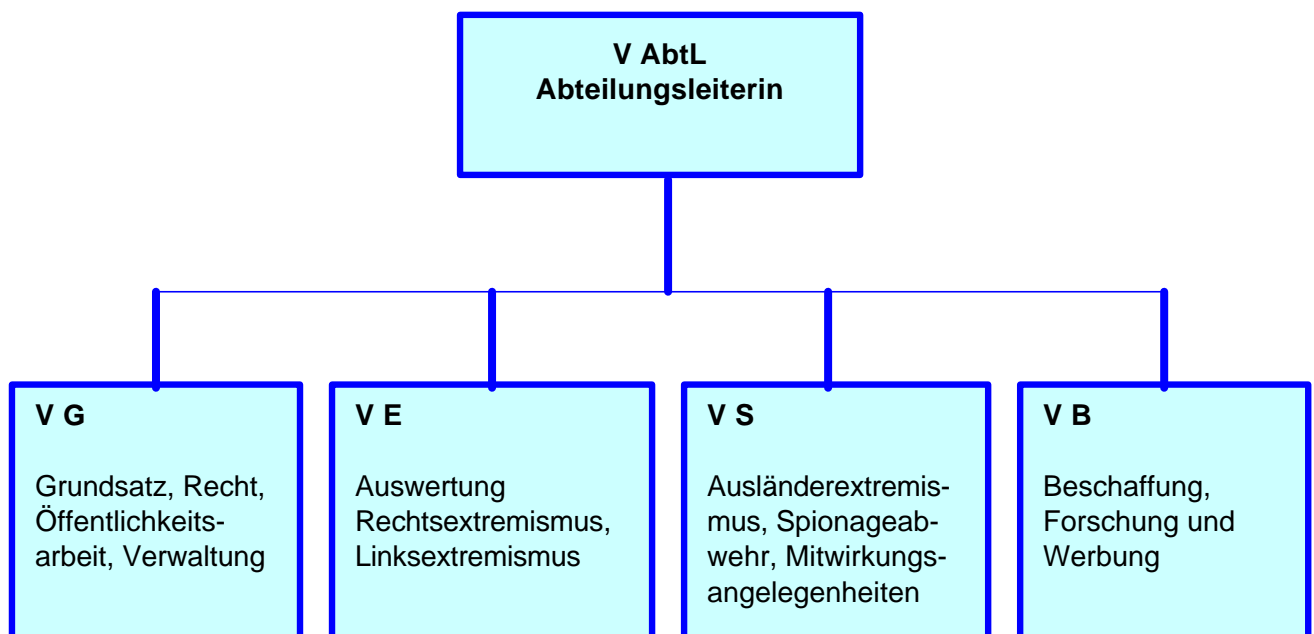 V AbtL
Abteilungsleiterin
V G
Grundsatz, Recht,
Öffentlichkeits-
arbeit, Verwaltung
V E
Auswertung
Rechtsextremismus,
Linksextremismus
V S
Ausländerextremis-
mus, Spionageab-
wehr, Mitwirkungs-
angelegenheiten
V B
Beschaffung,
Forschung und
Werbung